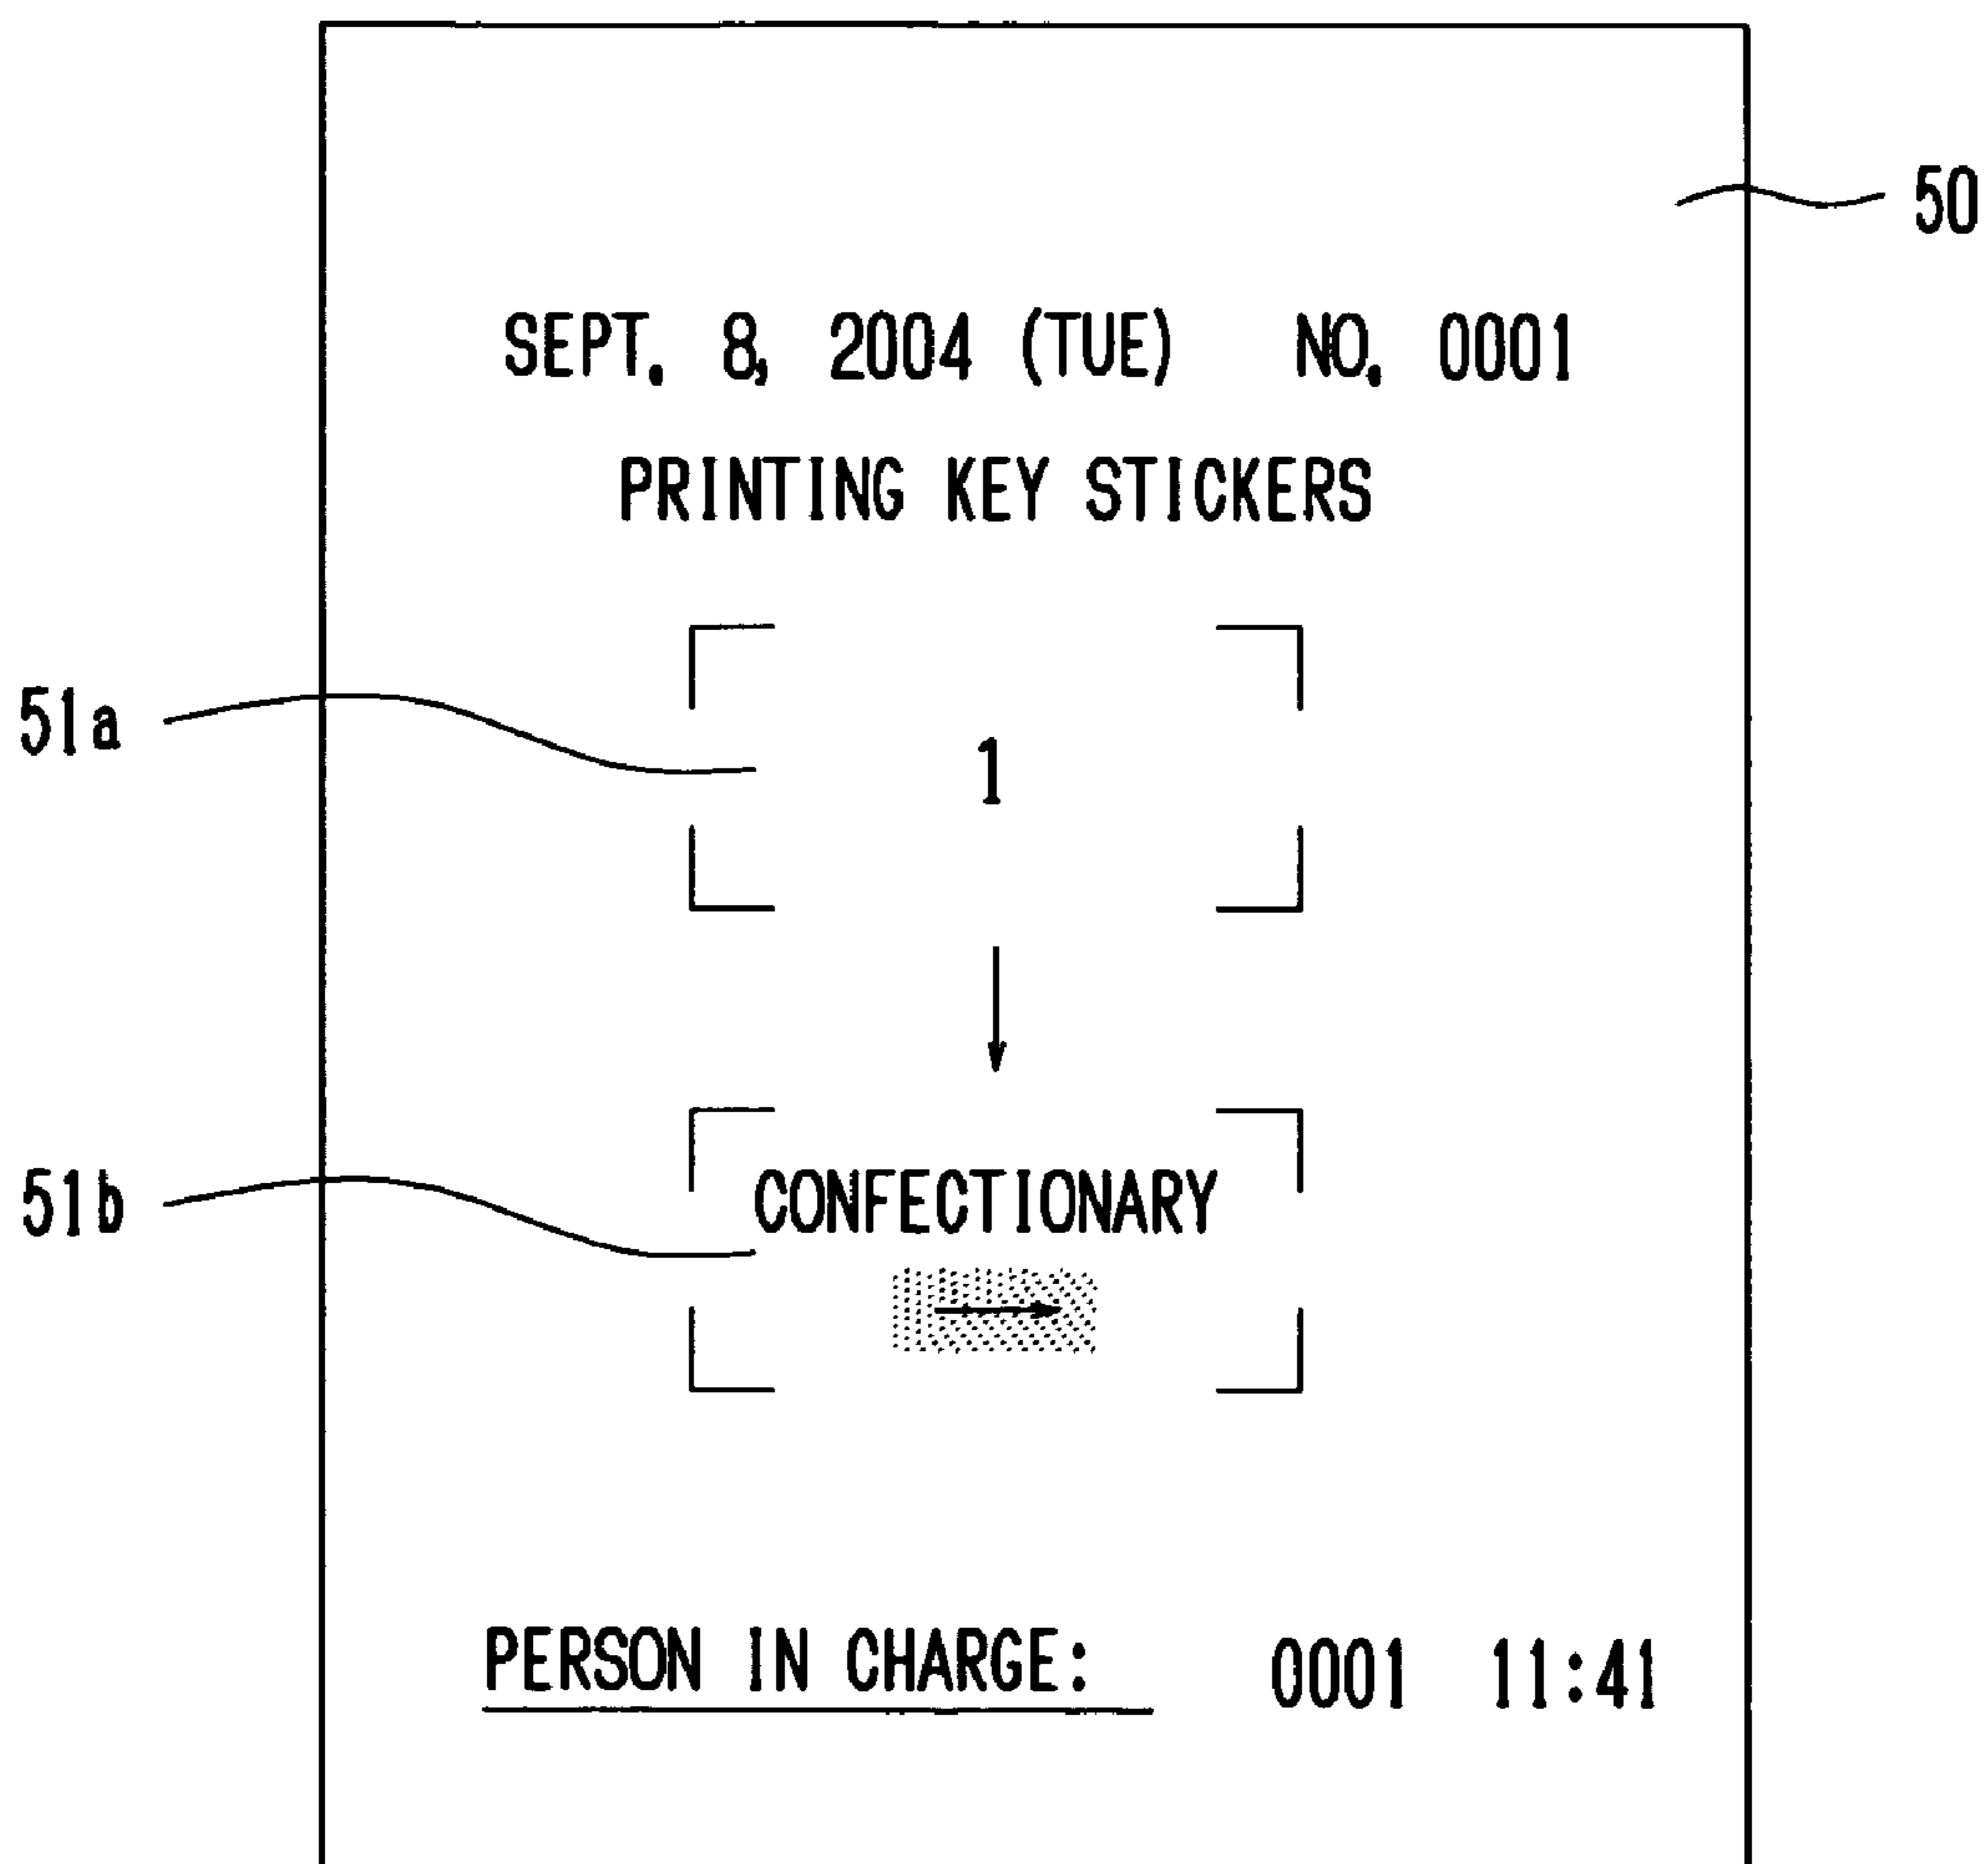 50
SEPT. 8, 2004 (TUE) NO. 0001
PRINTING KEY STICKERS
51a
1
51b
CONFECTIONARY
PERSON IN CHARGE: 0001 11:41